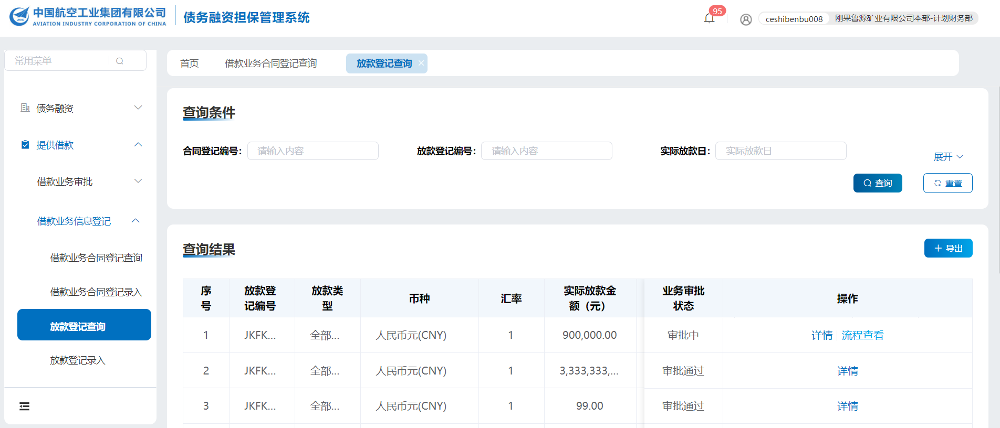 中国航空工业集团有限公司
AVIC
AVIATION INDUSTRY CORPORATION OF CHINA
债务融资担保管理系统
95
ceshibenbu008
刚果鲁源矿业有限公司本部-计划财务部
常用菜单
债务融资
提供借款
借款业务审批
借款业务信息登记
借款业务合同登记查询
借款业务合同登记录入
放款登记查询
放款登记录入
首页 借款业务合同登记查询 放款登记查询
查询条件
合同登记编号: 请输入内容 放款登记编号: 请输入内容 实际放款日: 实际放款日
展开
查询 重置
查询结果
导出
序号 放款登记编号 放款类型 币种 汇率 实际放款金额（元） 业务审批状态 操作
1 JKFK... 全部... 人民币元(CNY) 1 900,000.00 审批中 详情 流程查看
2 JKFK... 全部... 人民币元(CNY) 1 3,333,333,... 审批通过 详情
3 JKFK... 全部... 人民币元(CNY) 1 99.00 审批通过 详情